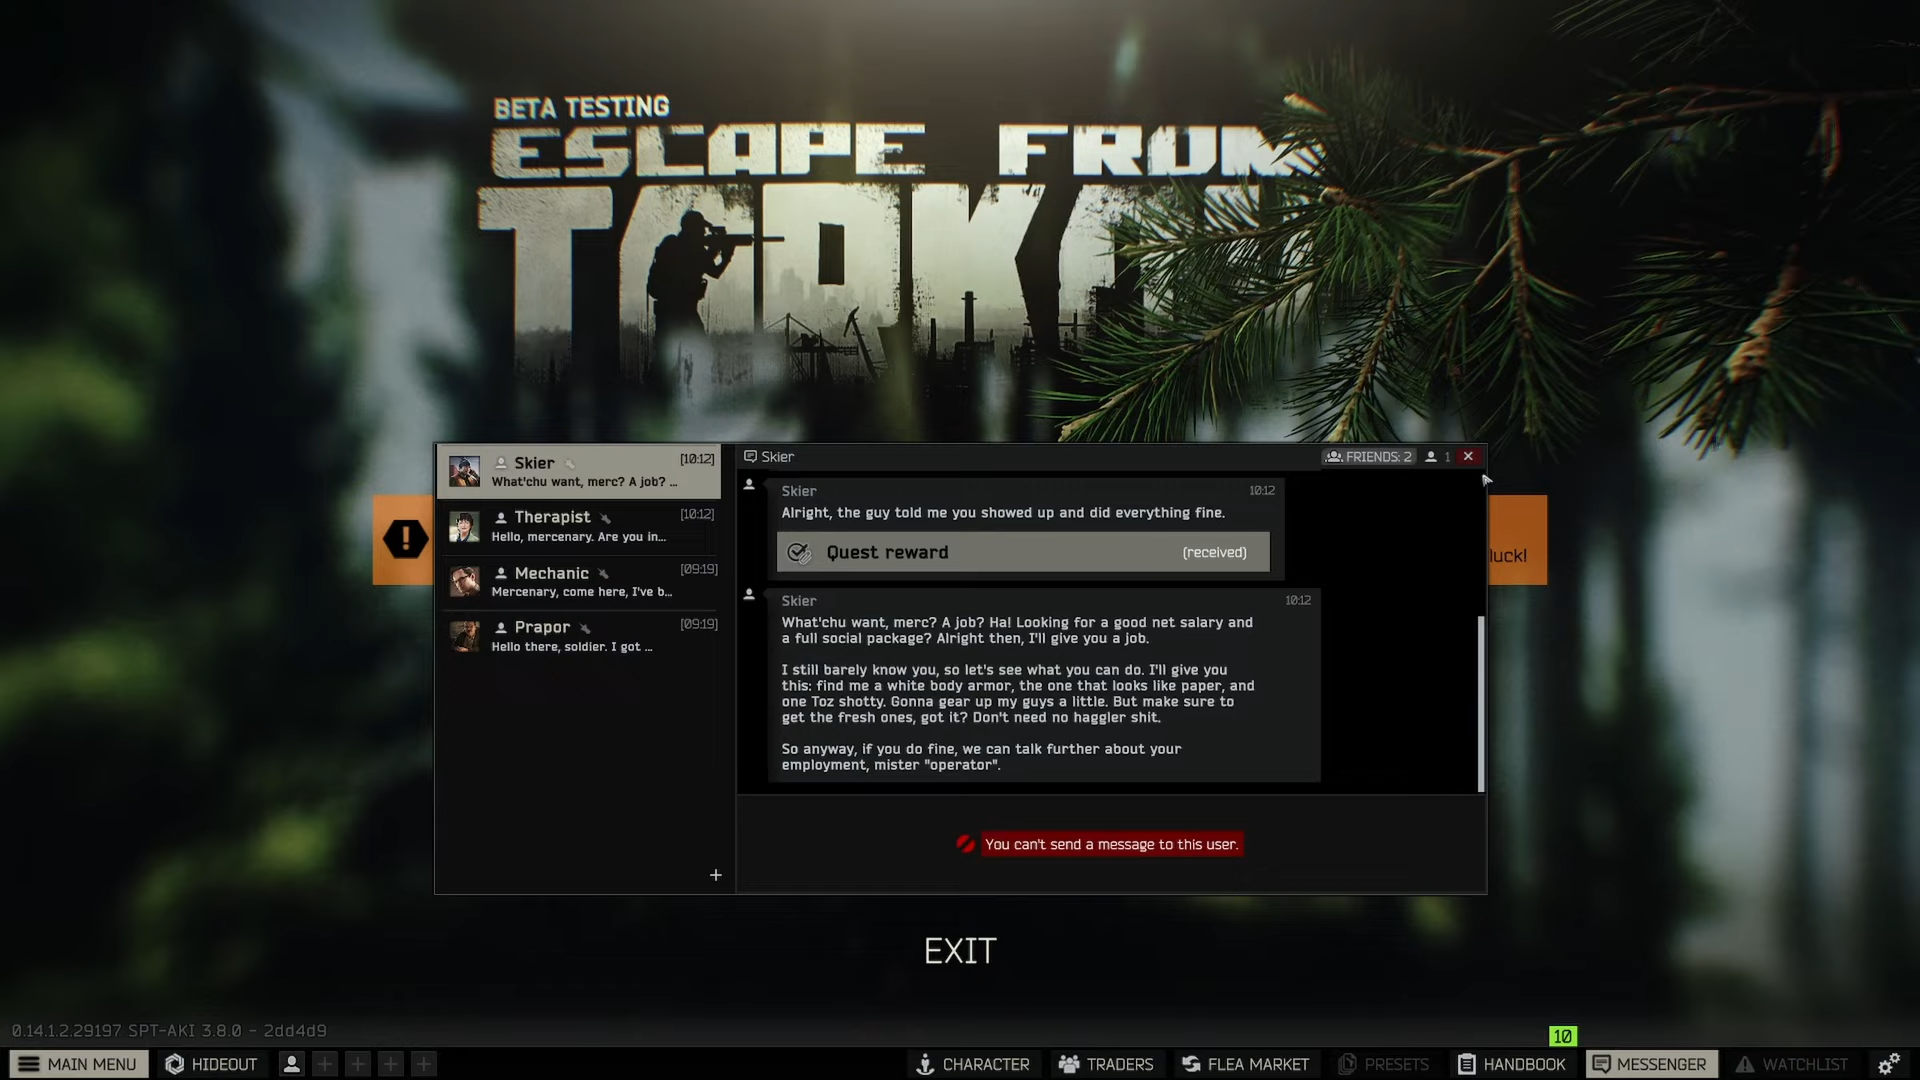 BETA TESTING
ESCAPE FROM
Skier
[10:12]
What'chu want, merc? A job? ...
Therapist
[10:12]
Hello, mercenary. Are you in...
Mechanic
[09:19]
Mercenary, come here, I've b...
Prapor
[09:19]
Hello there, soldier. I got ...
+
Skier
FRIENDS: 2
1
Skier
10:12
Alright, the guy told me you showed up and did everything fine.
Quest reward
(received)
Skier
10:12
What'chu want, merc? A job? Ha! Looking for a good net salary and
a full social package? Alright then, I'll give you a job.
I still barely know you, so let's see what you can do. I'll give you
this: find me a white body armor, the one that looks like paper, and
one Toz shotty. Gonna gear up my guys a little. But make sure to
get the fresh ones, got it? Don't need no haggler shit.
So anyway, if you do fine, we can talk further about your
employment, mister "operator".
You can't send a message to this user.
luck!
EXIT
0.14.1.2.29197 SPT-AKI 3.8.0 - 2dd4d9
10
MAIN MENU
HIDEOUT
CHARACTER
TRADERS
FLEA MARKET
PRESETS
HANDBOOK
MESSENGER
WATCHLIST